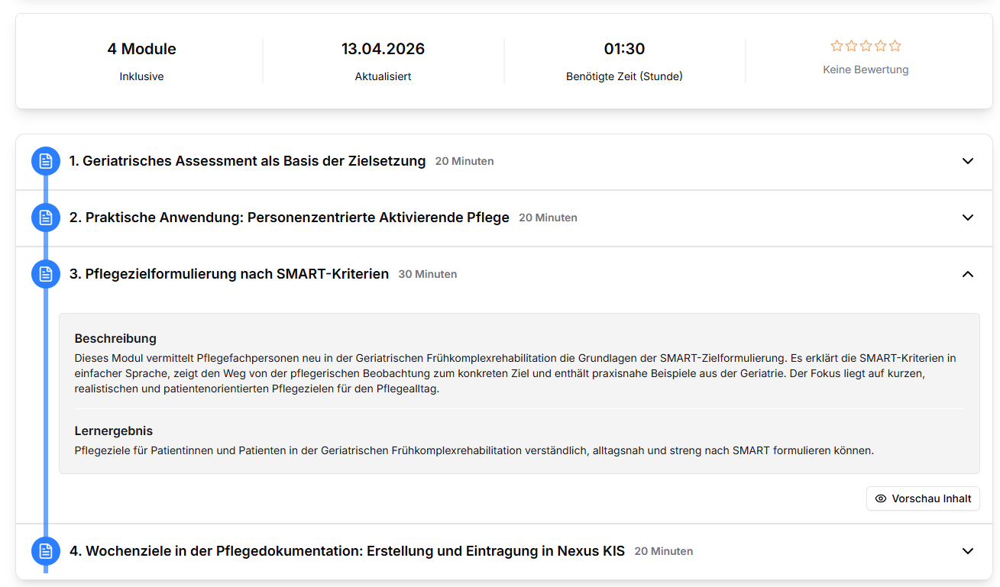 4 Module
Inklusive
13.04.2026
Aktualisiert
01:30
Benötigte Zeit (Stunde)
Keine Bewertung
1. Geriatrisches Assessment als Basis der Zielsetzung 20 Minuten
2. Praktische Anwendung: Personenzentrierte Aktivierende Pflege 20 Minuten
3. Pflegezielformulierung nach SMART-Kriterien 30 Minuten
Beschreibung
Dieses Modul vermittelt Pflegefachpersonen neu in der Geriatrischen Frühkomplexrehabilitation die Grundlagen der SMART-Zielformulierung. Es erklärt die SMART-Kriterien in
einfacher Sprache, zeigt den Weg von der pflegerischen Beobachtung zum konkreten Ziel und enthält praxisnahe Beispiele aus der Geriatrie. Der Fokus liegt auf kurzen,
realistischen und patientenorientierten Pflegezielen für den Pflegealltag.
Lernergebnis
Pflegeziele für Patientinnen und Patienten in der Geriatrischen Frühkomplexrehabilitation verständlich, alltagsnah und streng nach SMART formulieren können.
Vorschau Inhalt
4. Wochenziele in der Pflegedokumentation: Erstellung und Eintragung in Nexus KIS 20 Minuten